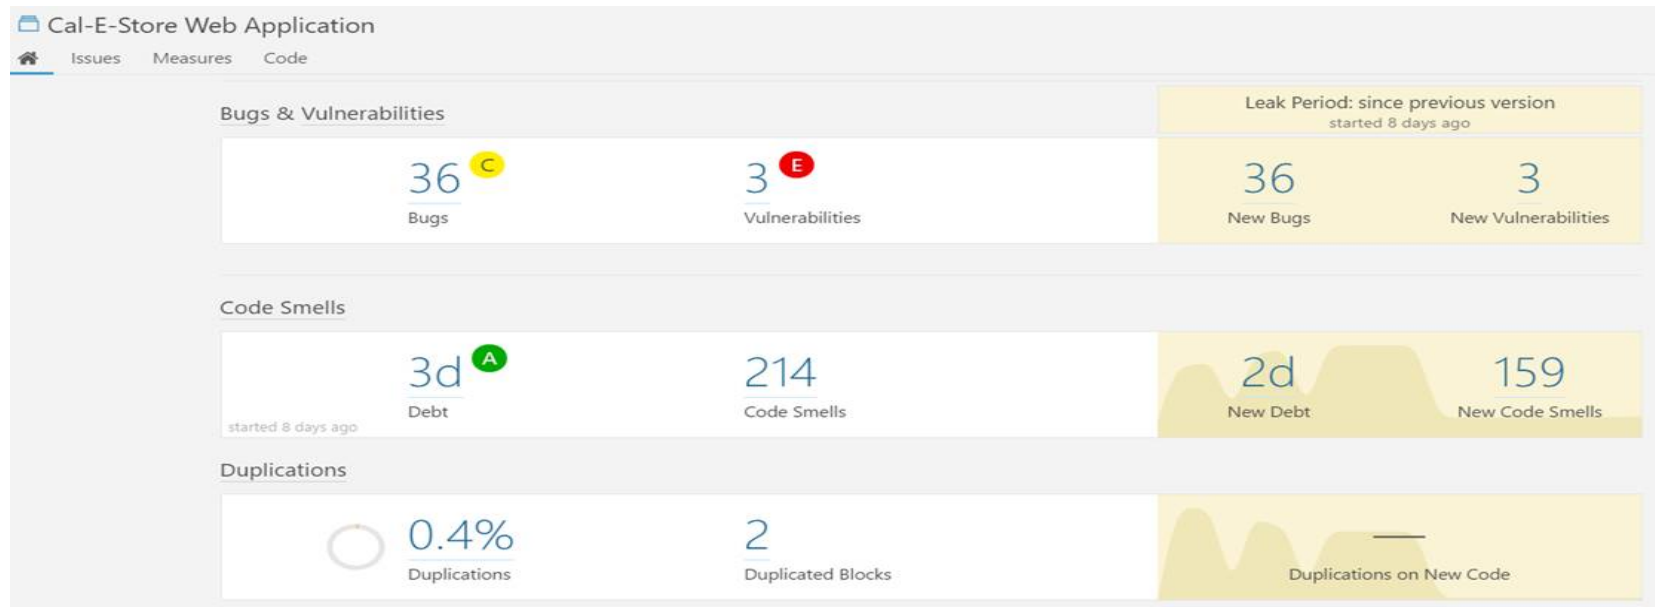 Cal-E-Store Web Application
Issues Measures Code
Bugs & Vulnerabilities
Leak Period: since previous version
started 8 days ago
36 C
Bugs
3 E
Vulnerabilities
36
New Bugs
3
New Vulnerabilities
Code Smells
started 8 days ago
3d A
Debt
214
Code Smells
2d
New Debt
159
New Code Smells
Duplications
0.4%
Duplications
2
Duplicated Blocks
—
Duplications on New Code